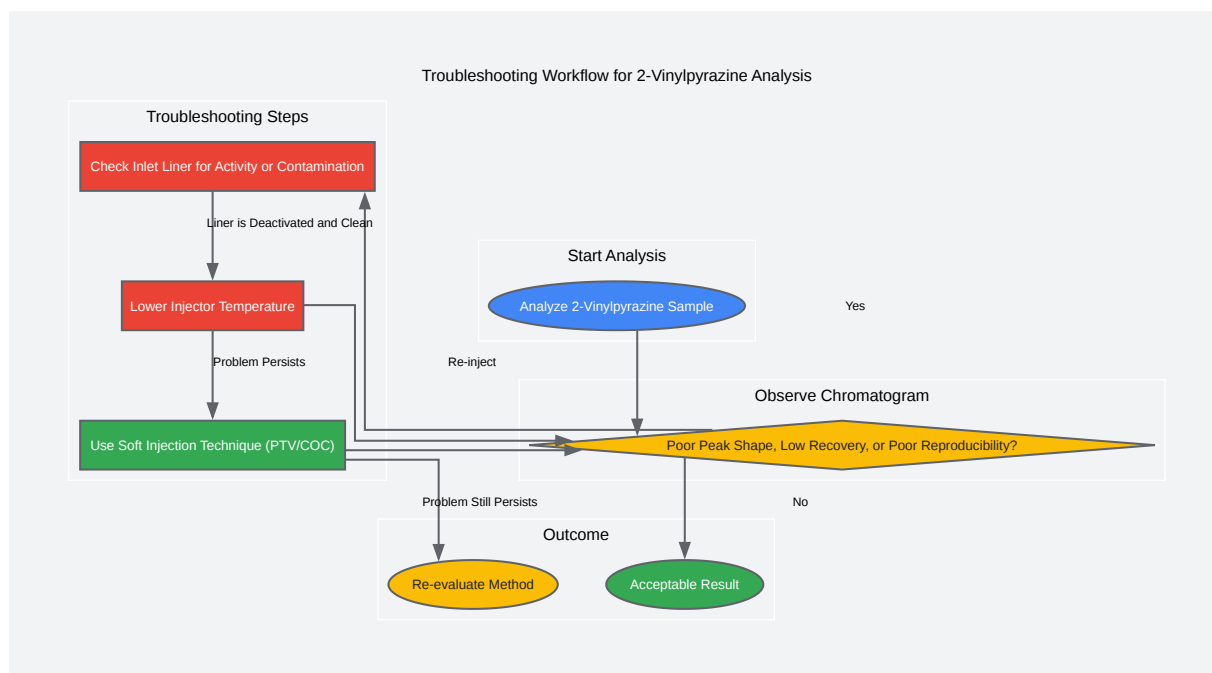 Troubleshooting Workflow for 2-Vinylpyrazine Analysis
Troubleshooting Steps
Check Inlet Liner for Activity or Contamination
Liner is Deactivated and Clean
Lower Injector Temperature
Problem Persists
Use Soft Injection Technique (PTV/COC)
Start Analysis
Analyze 2-Vinylpyrazine Sample
Yes
Re-inject
Observe Chromatogram
Poor Peak Shape, Low Recovery, or Poor Reproducibility?
Problem Still Persists
No
Outcome
Re-evaluate Method
Acceptable Result